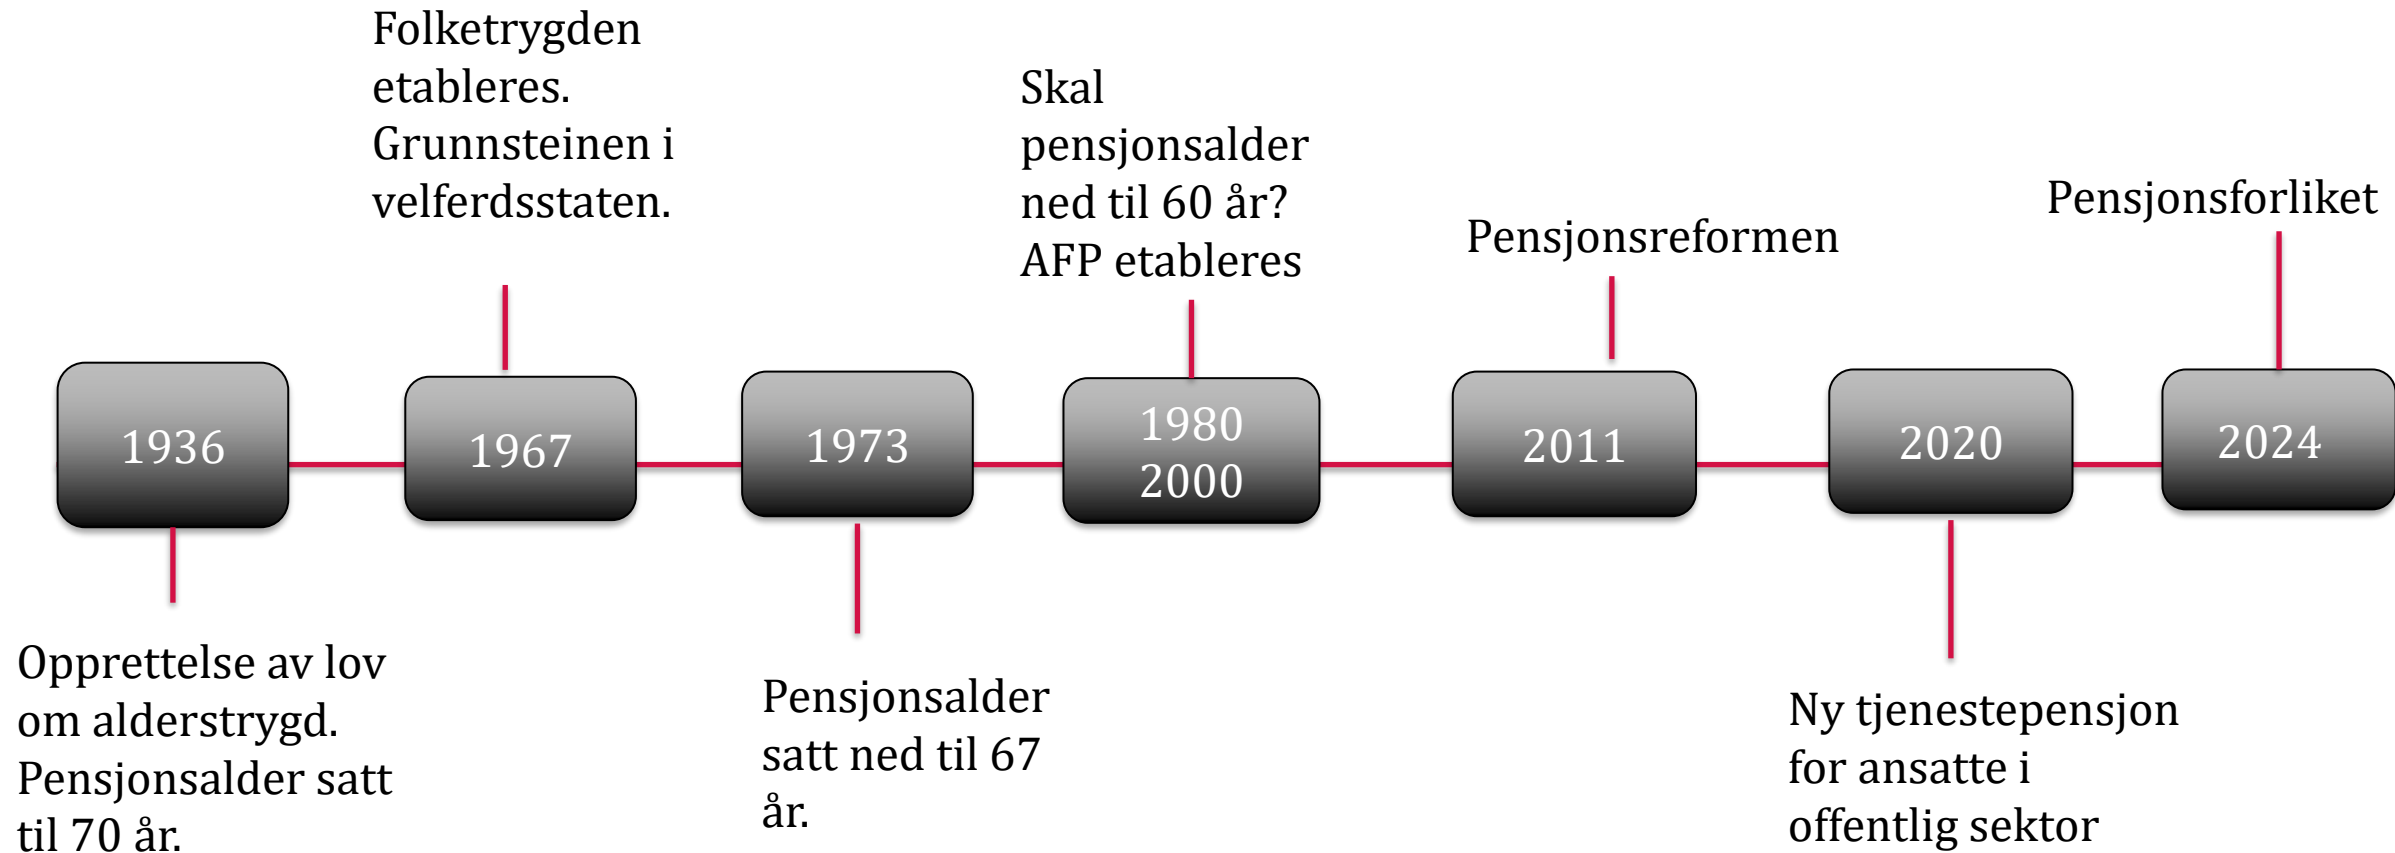 Folketrygden
etableres.
Grunnsteinen i
velferdsstaten.
Skal
pensjonsalder
ned til 60 år?
AFP etableres
Pensjonsreformen
Pensjonsforliket
1936
1967
1973
1980
2000
2011
2020
2024
Opprettelse av lov
om alderstrygd.
Pensjonsalder satt
til 70 år.
Pensjonsalder
satt ned til 67
år.
Ny tjenestepensjon
for ansatte i
offentlig sektor